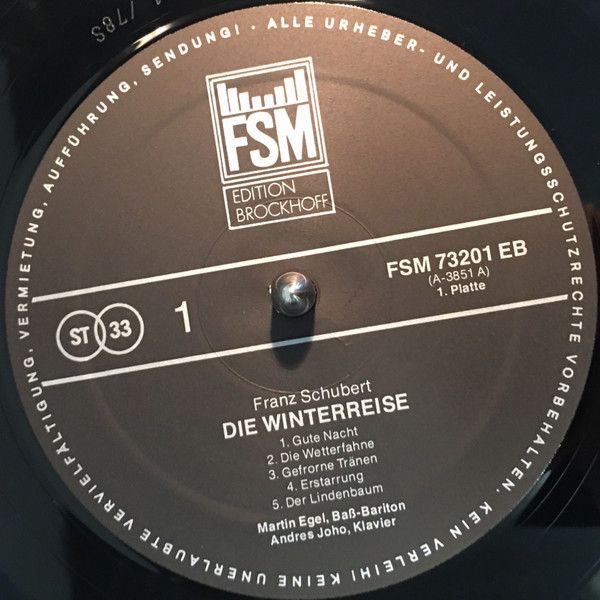 ALLE URHEBER- UND LEISTUNGSSCHUTZRECHTE VORBEHALTEN. KEIN VERLEIH! KEINE UNERLAUBTE VERVIELFÄLTIGUNG, VERMIETUNG, AUFFÜHRUNG, SENDUNG! ·
FSM
EDITION
BROCKHOFF
FSM 73201 EB
(A-3851 A)
1. Platte
ST 33
1
Franz Schubert
DIE WINTERREISE
1. Gute Nacht
2. Die Wetterfahne
3. Gefrorne Tränen
4. Erstarrung
5. Der Lindenbaum
Martin Egel, Baß-Bariton
Andres Joho, Klavier